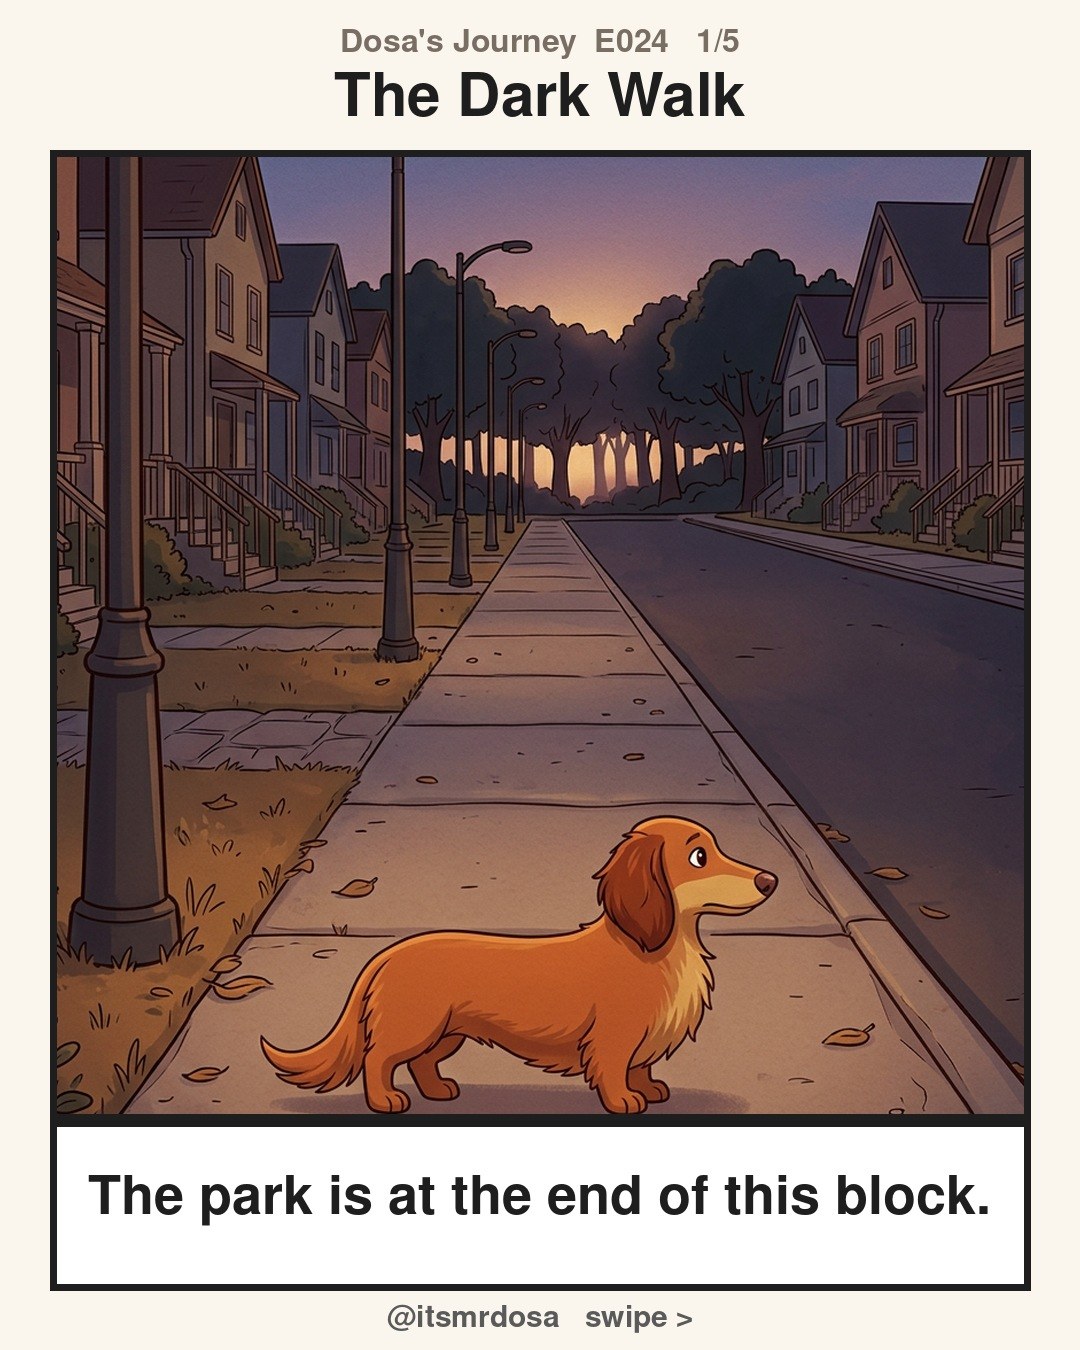 Dosa's Journey E024 1/5
The Dark Walk
The park is at the end of this block.
@itsmrdosa swipe >